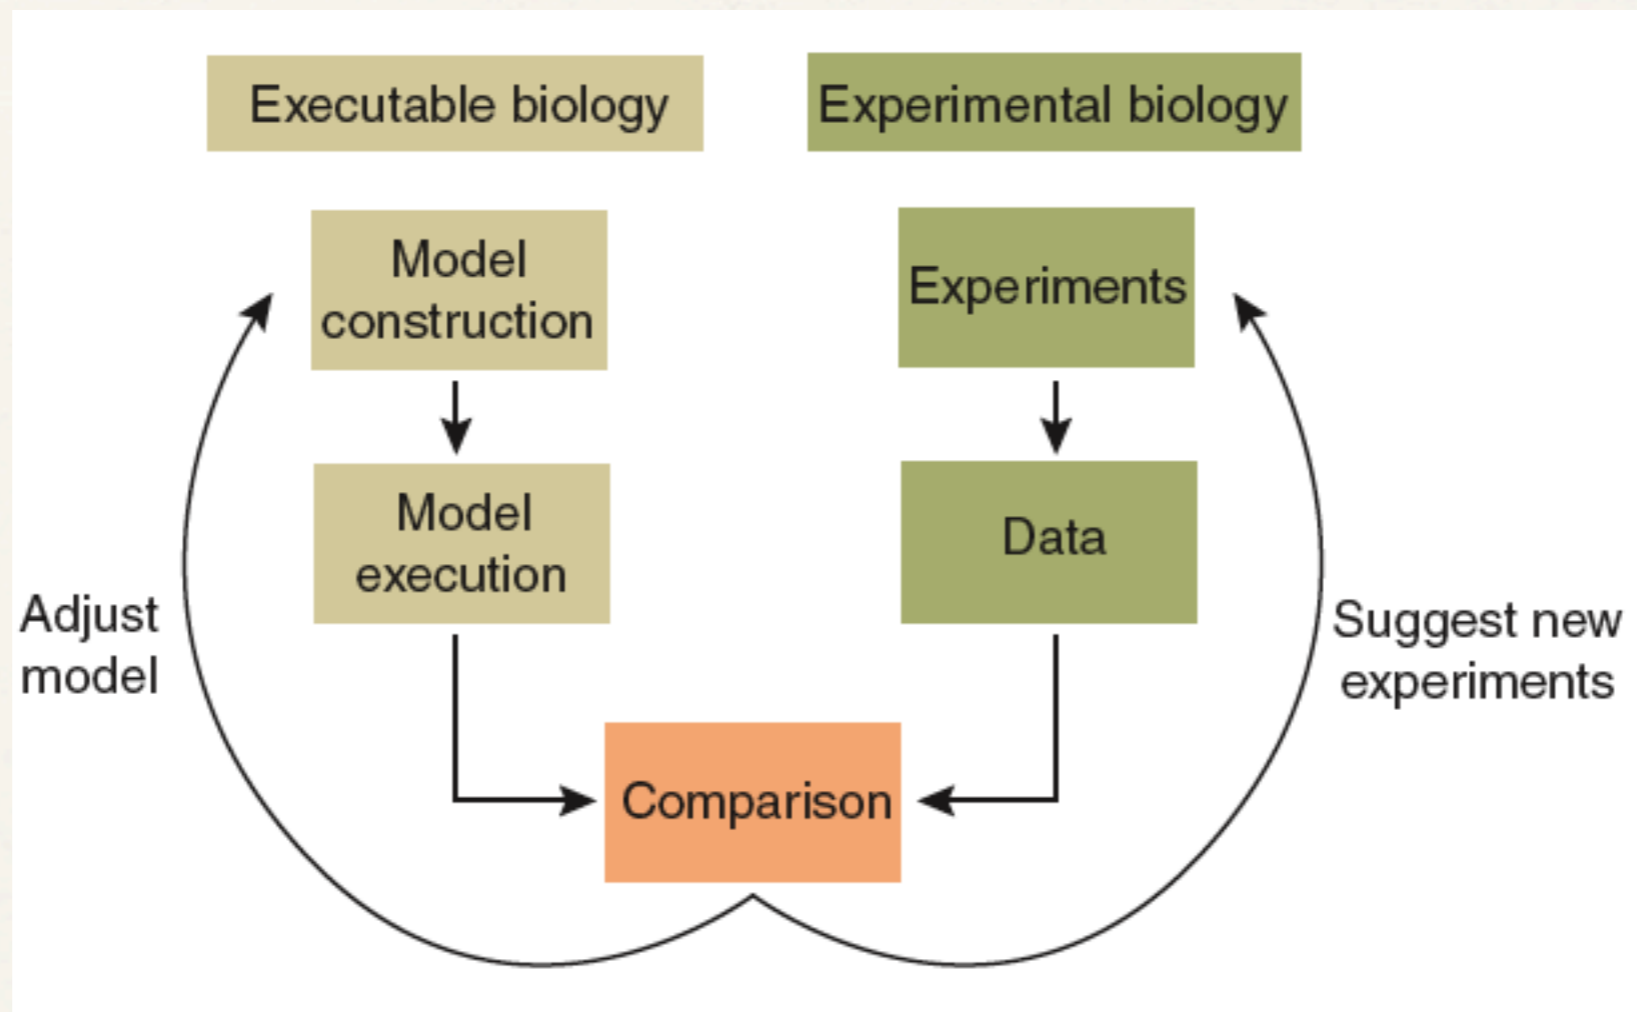 Executable biology
Experimental biology
Model
construction
Experiments
Model
execution
Data
Adjust
model
Suggest new
experiments
Comparison